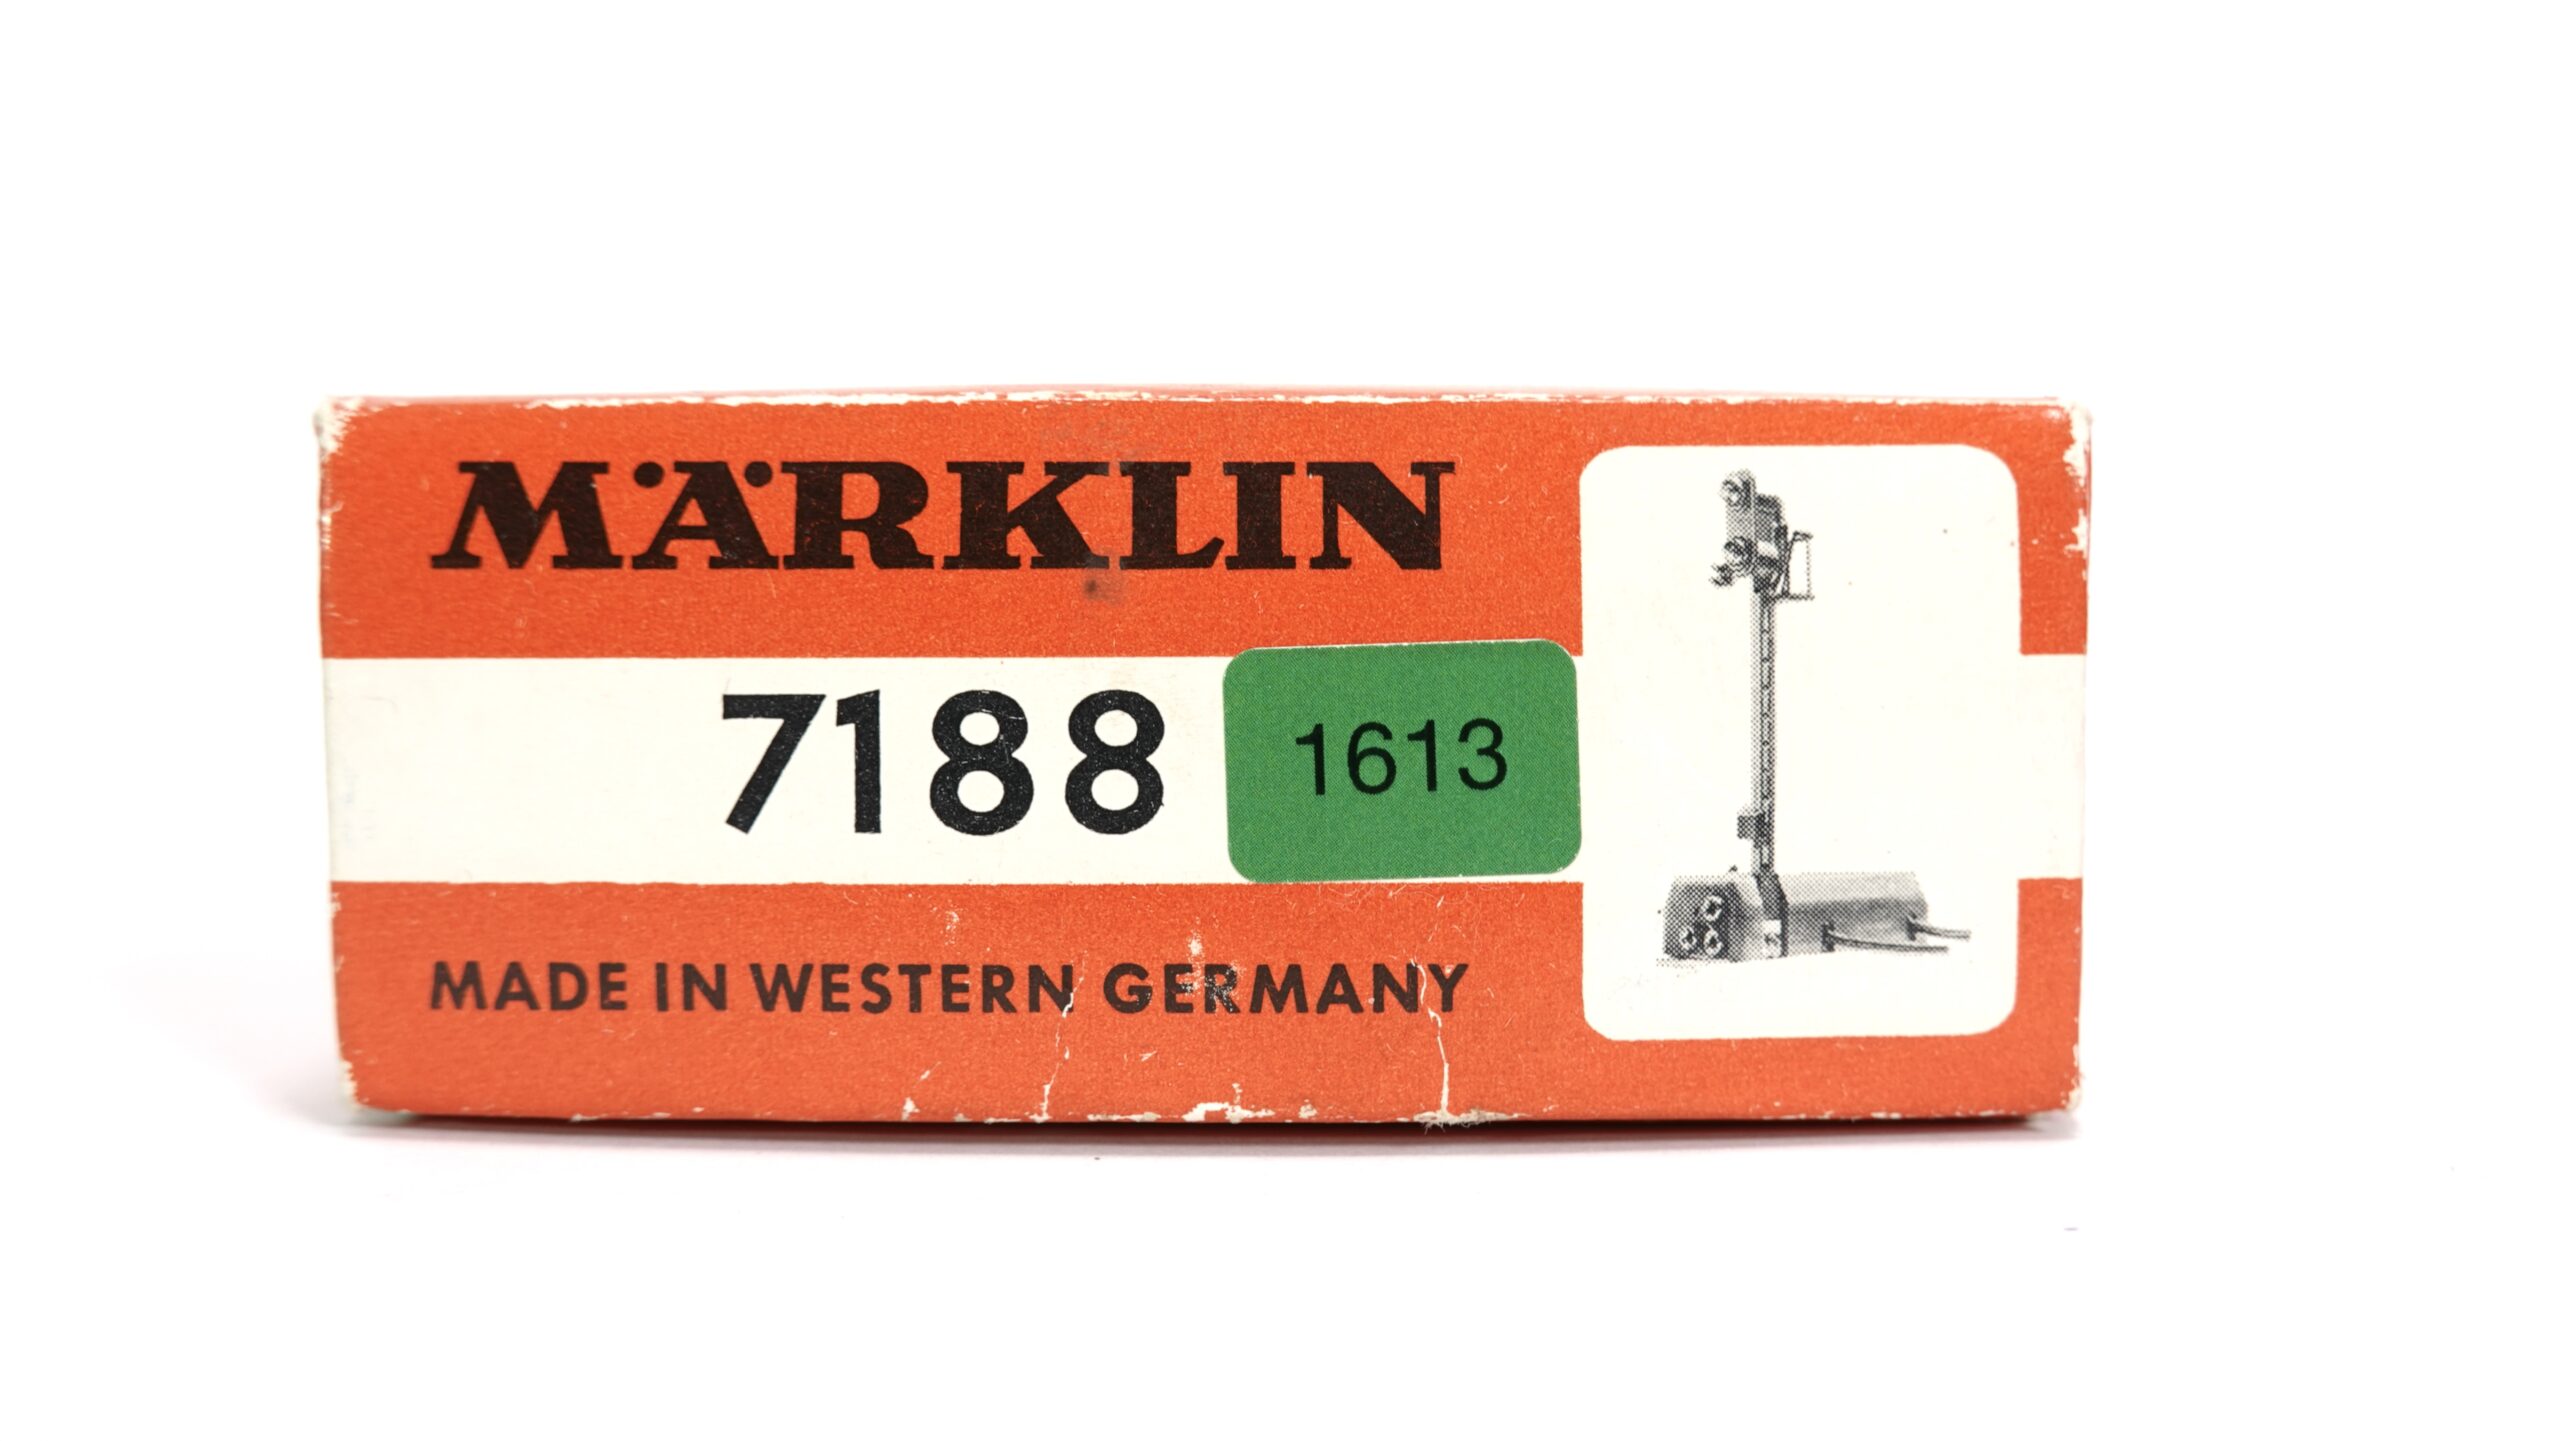 MÄRKLIN
7188
1613
MADE IN WESTERN GERMANY